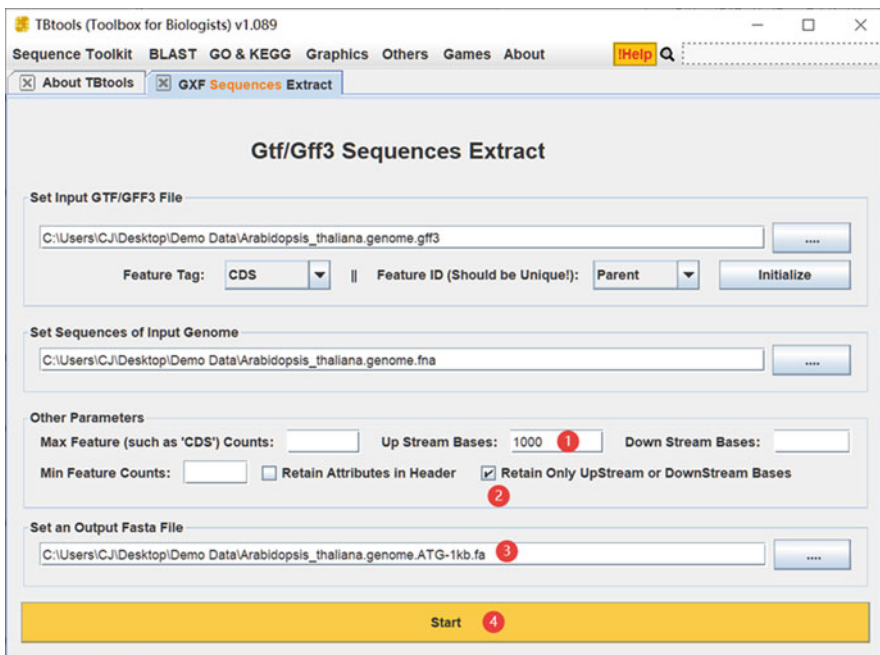 TBtools (Toolbox for Biologists) v1.089
Sequence Toolkit BLAST GO & KEGG Graphics Others Games About !Help
About TBtools GXF Sequences Extract
Gtf/Gff3 Sequences Extract
Set Input GTF/GFF3 File
C:\Users\CJ\Desktop\Demo Data\Arabidopsis_thaliana.genome.gff3 ....
Feature Tag: CDS || Feature ID (Should be Unique!): Parent Initialize
Set Sequences of Input Genome
C:\Users\CJ\Desktop\Demo Data\Arabidopsis_thaliana.genome.fna ....
Other Parameters
Max Feature (such as 'CDS') Counts: Up Stream Bases: 1000 1 Down Stream Bases:
Min Feature Counts: Retain Attributes in Header Retain Only UpStream or DownStream Bases
2
Set an Output Fasta File
C:\Users\CJ\Desktop\Demo Data\Arabidopsis_thaliana.genome.ATG-1kb.fa 3 ....
Start 4